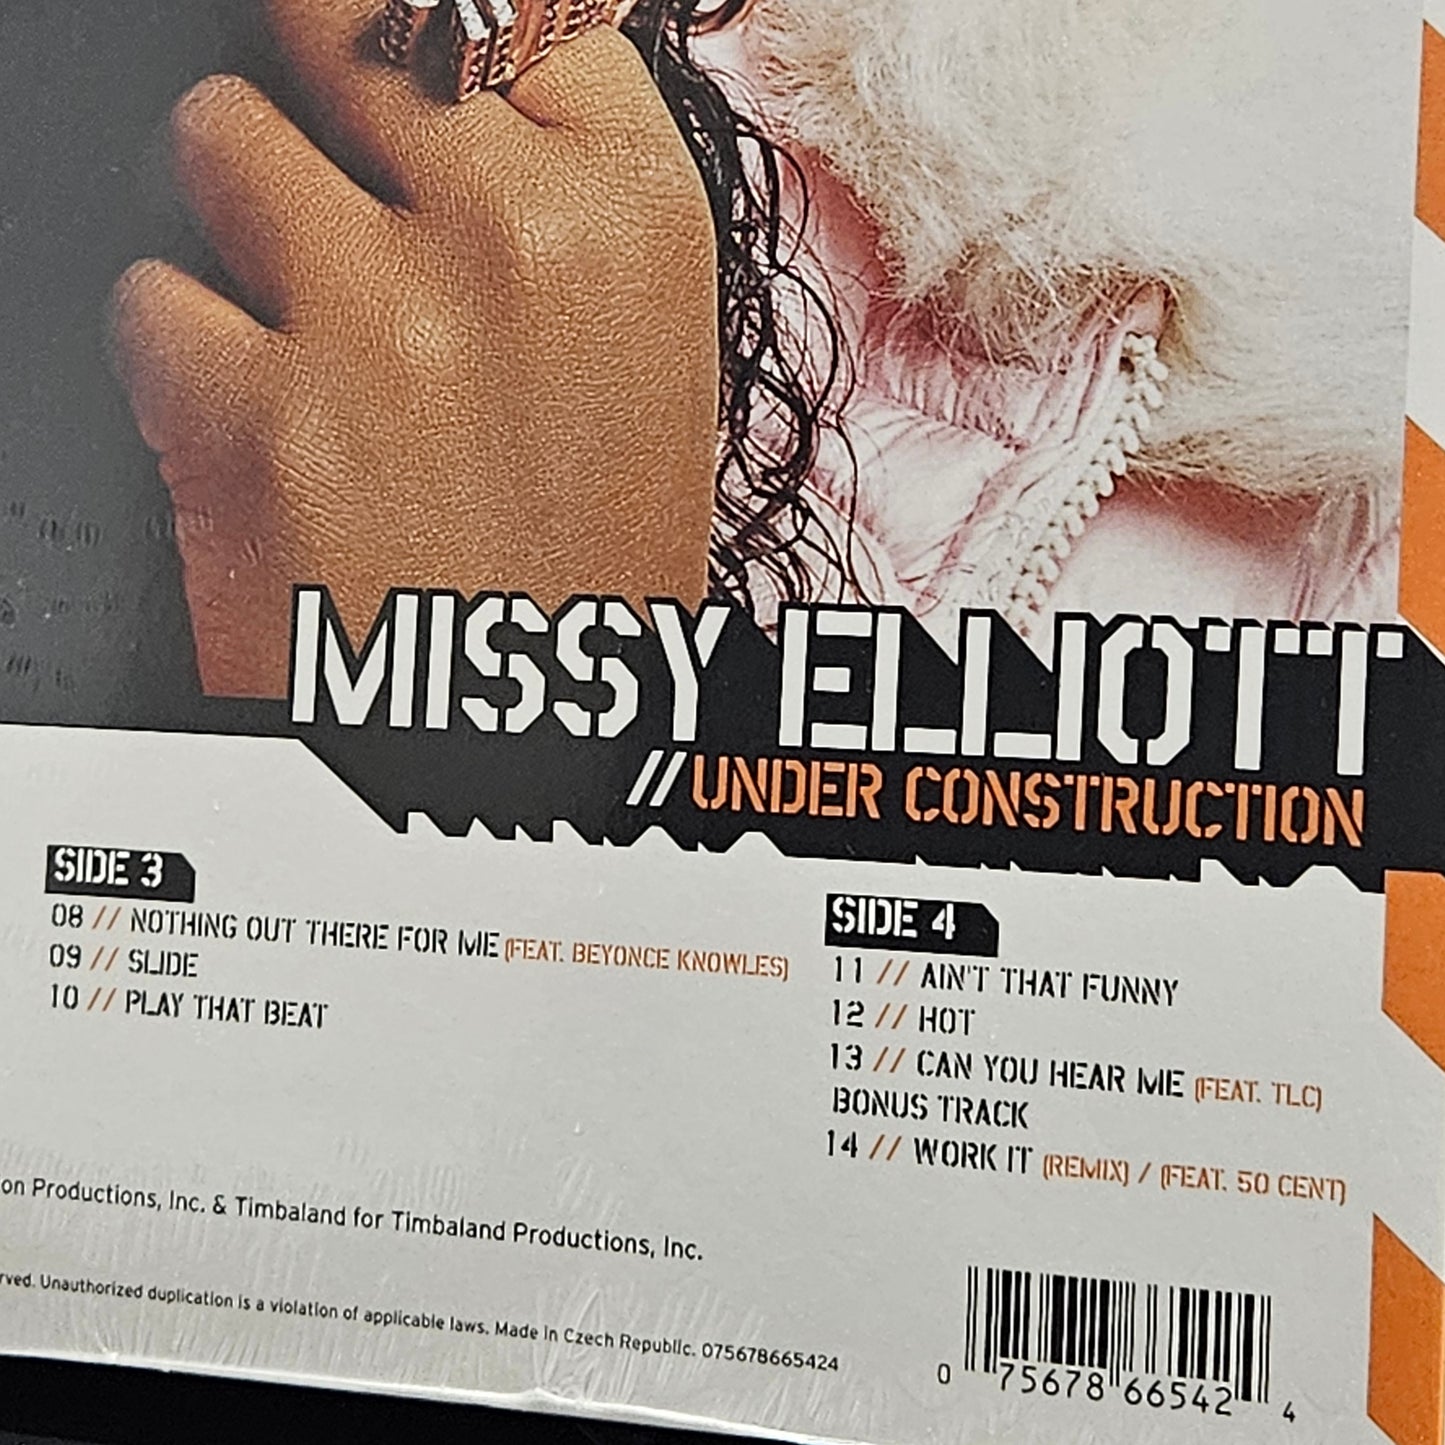 MISSY ELLIOTT
//UNDER CONSTRUCTION
SIDE 3
08 // NOTHING OUT THERE FOR ME (FEAT. BEYONCE KNOWLES)
09 // SLIDE
10 // PLAY THAT BEAT
SIDE 4
11 // AIN'T THAT FUNNY
12 // HOT
13 // CAN YOU HEAR ME (FEAT. TLC)
BONUS TRACK
14 // WORK IT (REMIX) / (FEAT. 50 CENT)
on Productions, Inc. & Timbaland for Timbaland Productions, Inc.
rved. Unauthorized duplication is a violation of applicable laws. Made in Czech Republic. 075678665424
0 75678 66542 4